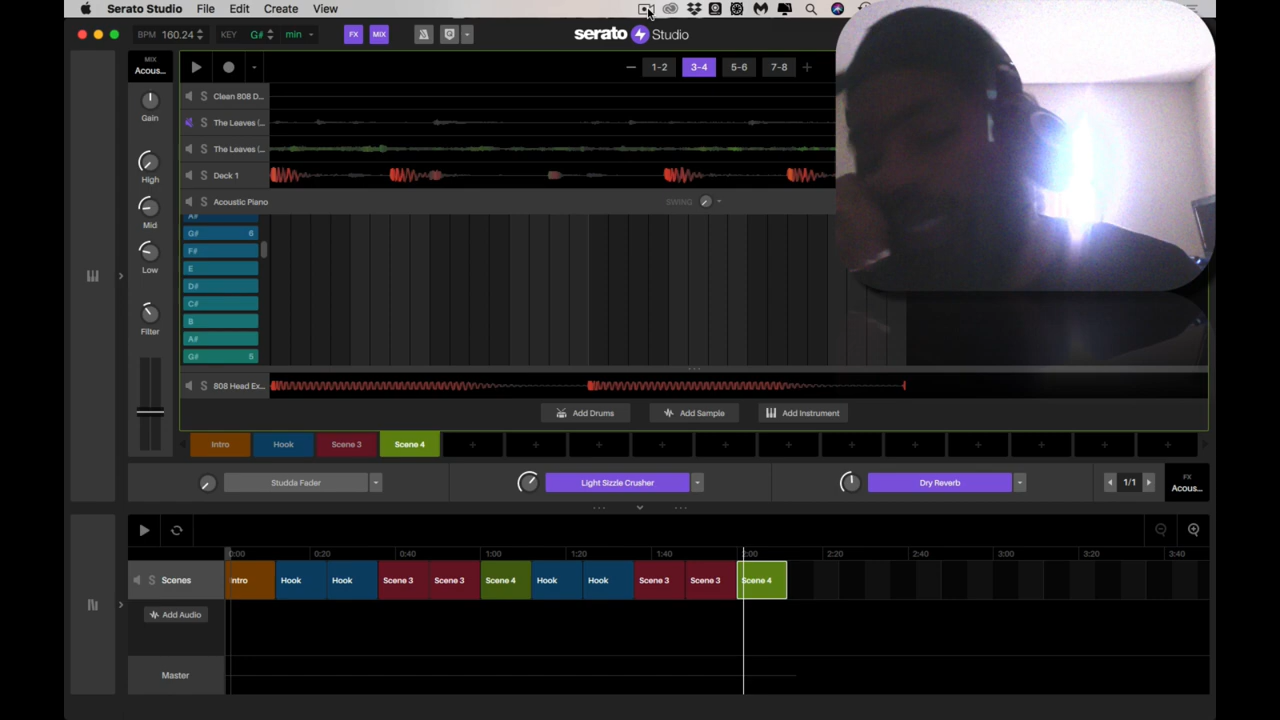 Serato Studio File Edit Create View
BPM 160.24 KEY G# min FX MIX serato Studio
MIX
Acous...
1-2 3-4 5-6 7-8
Gain
High
Mid
Low
Filter
S Clean 808 D...
S The Leaves (...
S The Leaves (...
S Deck 1
S Acoustic Piano SWING
A#
G# 6
F#
E
D#
C#
B
A#
G# 5
S 808 Head Ex...
Add Drums Add Sample Add Instrument
Intro Hook Scene 3 Scene 4
Studda Fader Light Sizzle Crusher Dry Reverb 1/1
FX
Acous...
0:00 0:20 0:40 1:00 1:20 1:40 2:00 2:20 2:40 3:00 3:20 3:40
S Scenes Intro Hook Hook Scene 3 Scene 3 Scene 4 Hook Hook Scene 3 Scene 3 Scene 4
Add Audio
Master